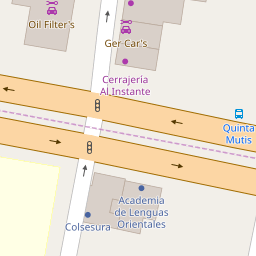 Oil Filter's
Ger Car's
Cerrajeria
Al Instante
Quinta
Mutis
Academia
de Lenguas
Orientales
Colsesura